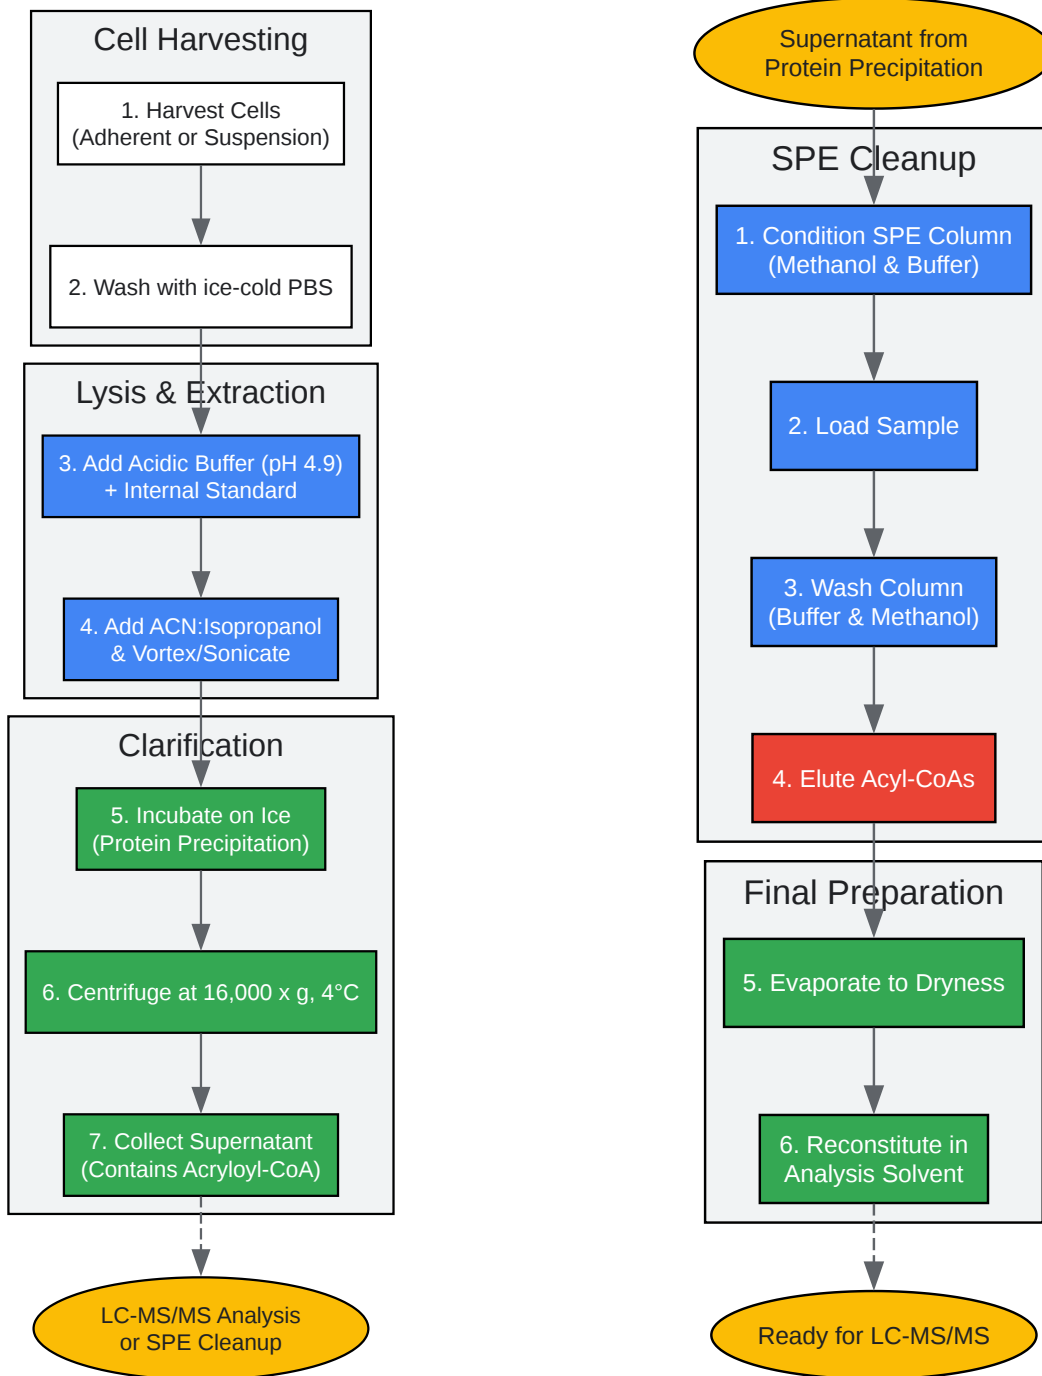 Cell Harvesting
1. Harvest Cells
(Adherent or Suspension)
2. Wash with ice-cold PBS
Lysis & Extraction
3. Add Acidic Buffer (pH 4.9)
+ Internal Standard
4. Add ACN:Isopropanol
& Vortex/Sonicate
Clarification
5. Incubate on Ice
(Protein Precipitation)
6. Centrifuge at 16,000 x g, 4°C
7. Collect Supernatant
(Contains Acryloyl-CoA)
LC-MS/MS Analysis
or SPE Cleanup
Supernatant from
Protein Precipitation
SPE Cleanup
1. Condition SPE Column
(Methanol & Buffer)
2. Load Sample
3. Wash Column
(Buffer & Methanol)
4. Elute Acyl-CoAs
Final Preparation
5. Evaporate to Dryness
6. Reconstitute in
Analysis Solvent
Ready for LC-MS/MS